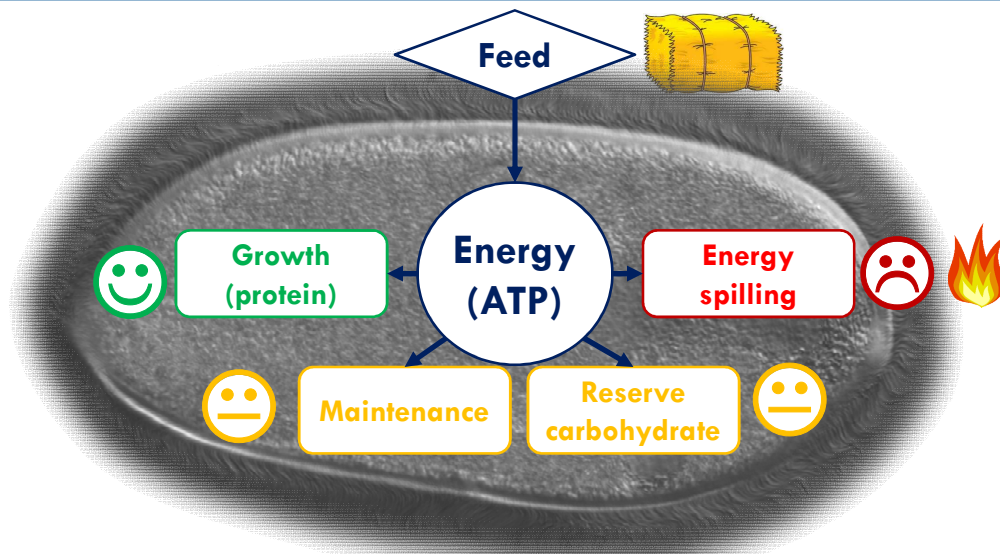 Feed
Energy
(ATP)
Growth
(protein)
Energy
spilling
Maintenance
Reserve
carbohydrate